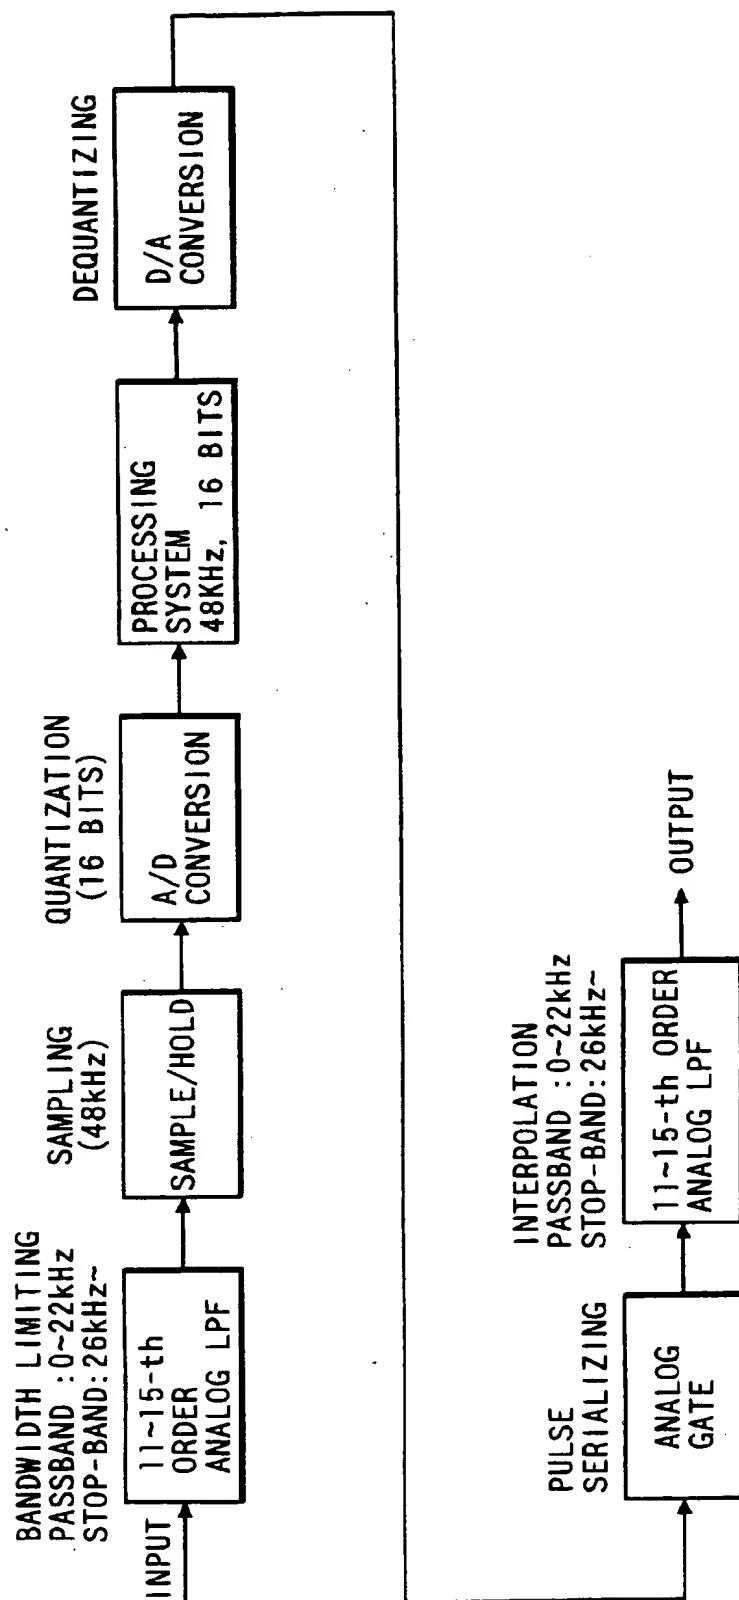 INPUT
BANDWIDTH LIMITING
PASSBAND :0~22kHz
STOP-BAND:26kHz~
11~15-th
ORDER
ANALOG LPF
SAMPLING
(48kHz)
SAMPLE/HOLD
QUANTIZATION
(16 BITS)
A/D
CONVERSION
PROCESSING
SYSTEM
48KHz, 16 BITS
DEQUANTIZING
D/A
CONVERSION
PULSE
SERIALIZING
ANALOG
GATE
INTERPOLATION
PASSBAND :0~22kHz
STOP-BAND:26kHz~
11~15-th ORDER
ANALOG LPF
OUTPUT